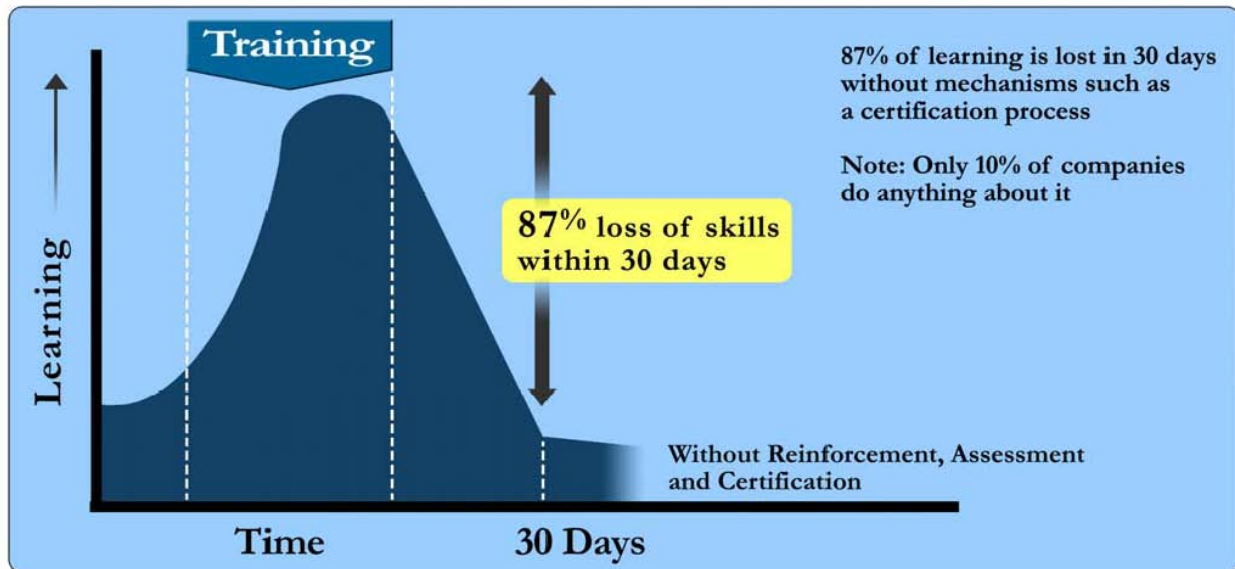 Training
87% of learning is lost in 30 days
without mechanisms such as
a certification process
Note: Only 10% of companies
do anything about it
87% loss of skills
within 30 days
Learning
Without Reinforcement, Assessment
and Certification
Time
30 Days